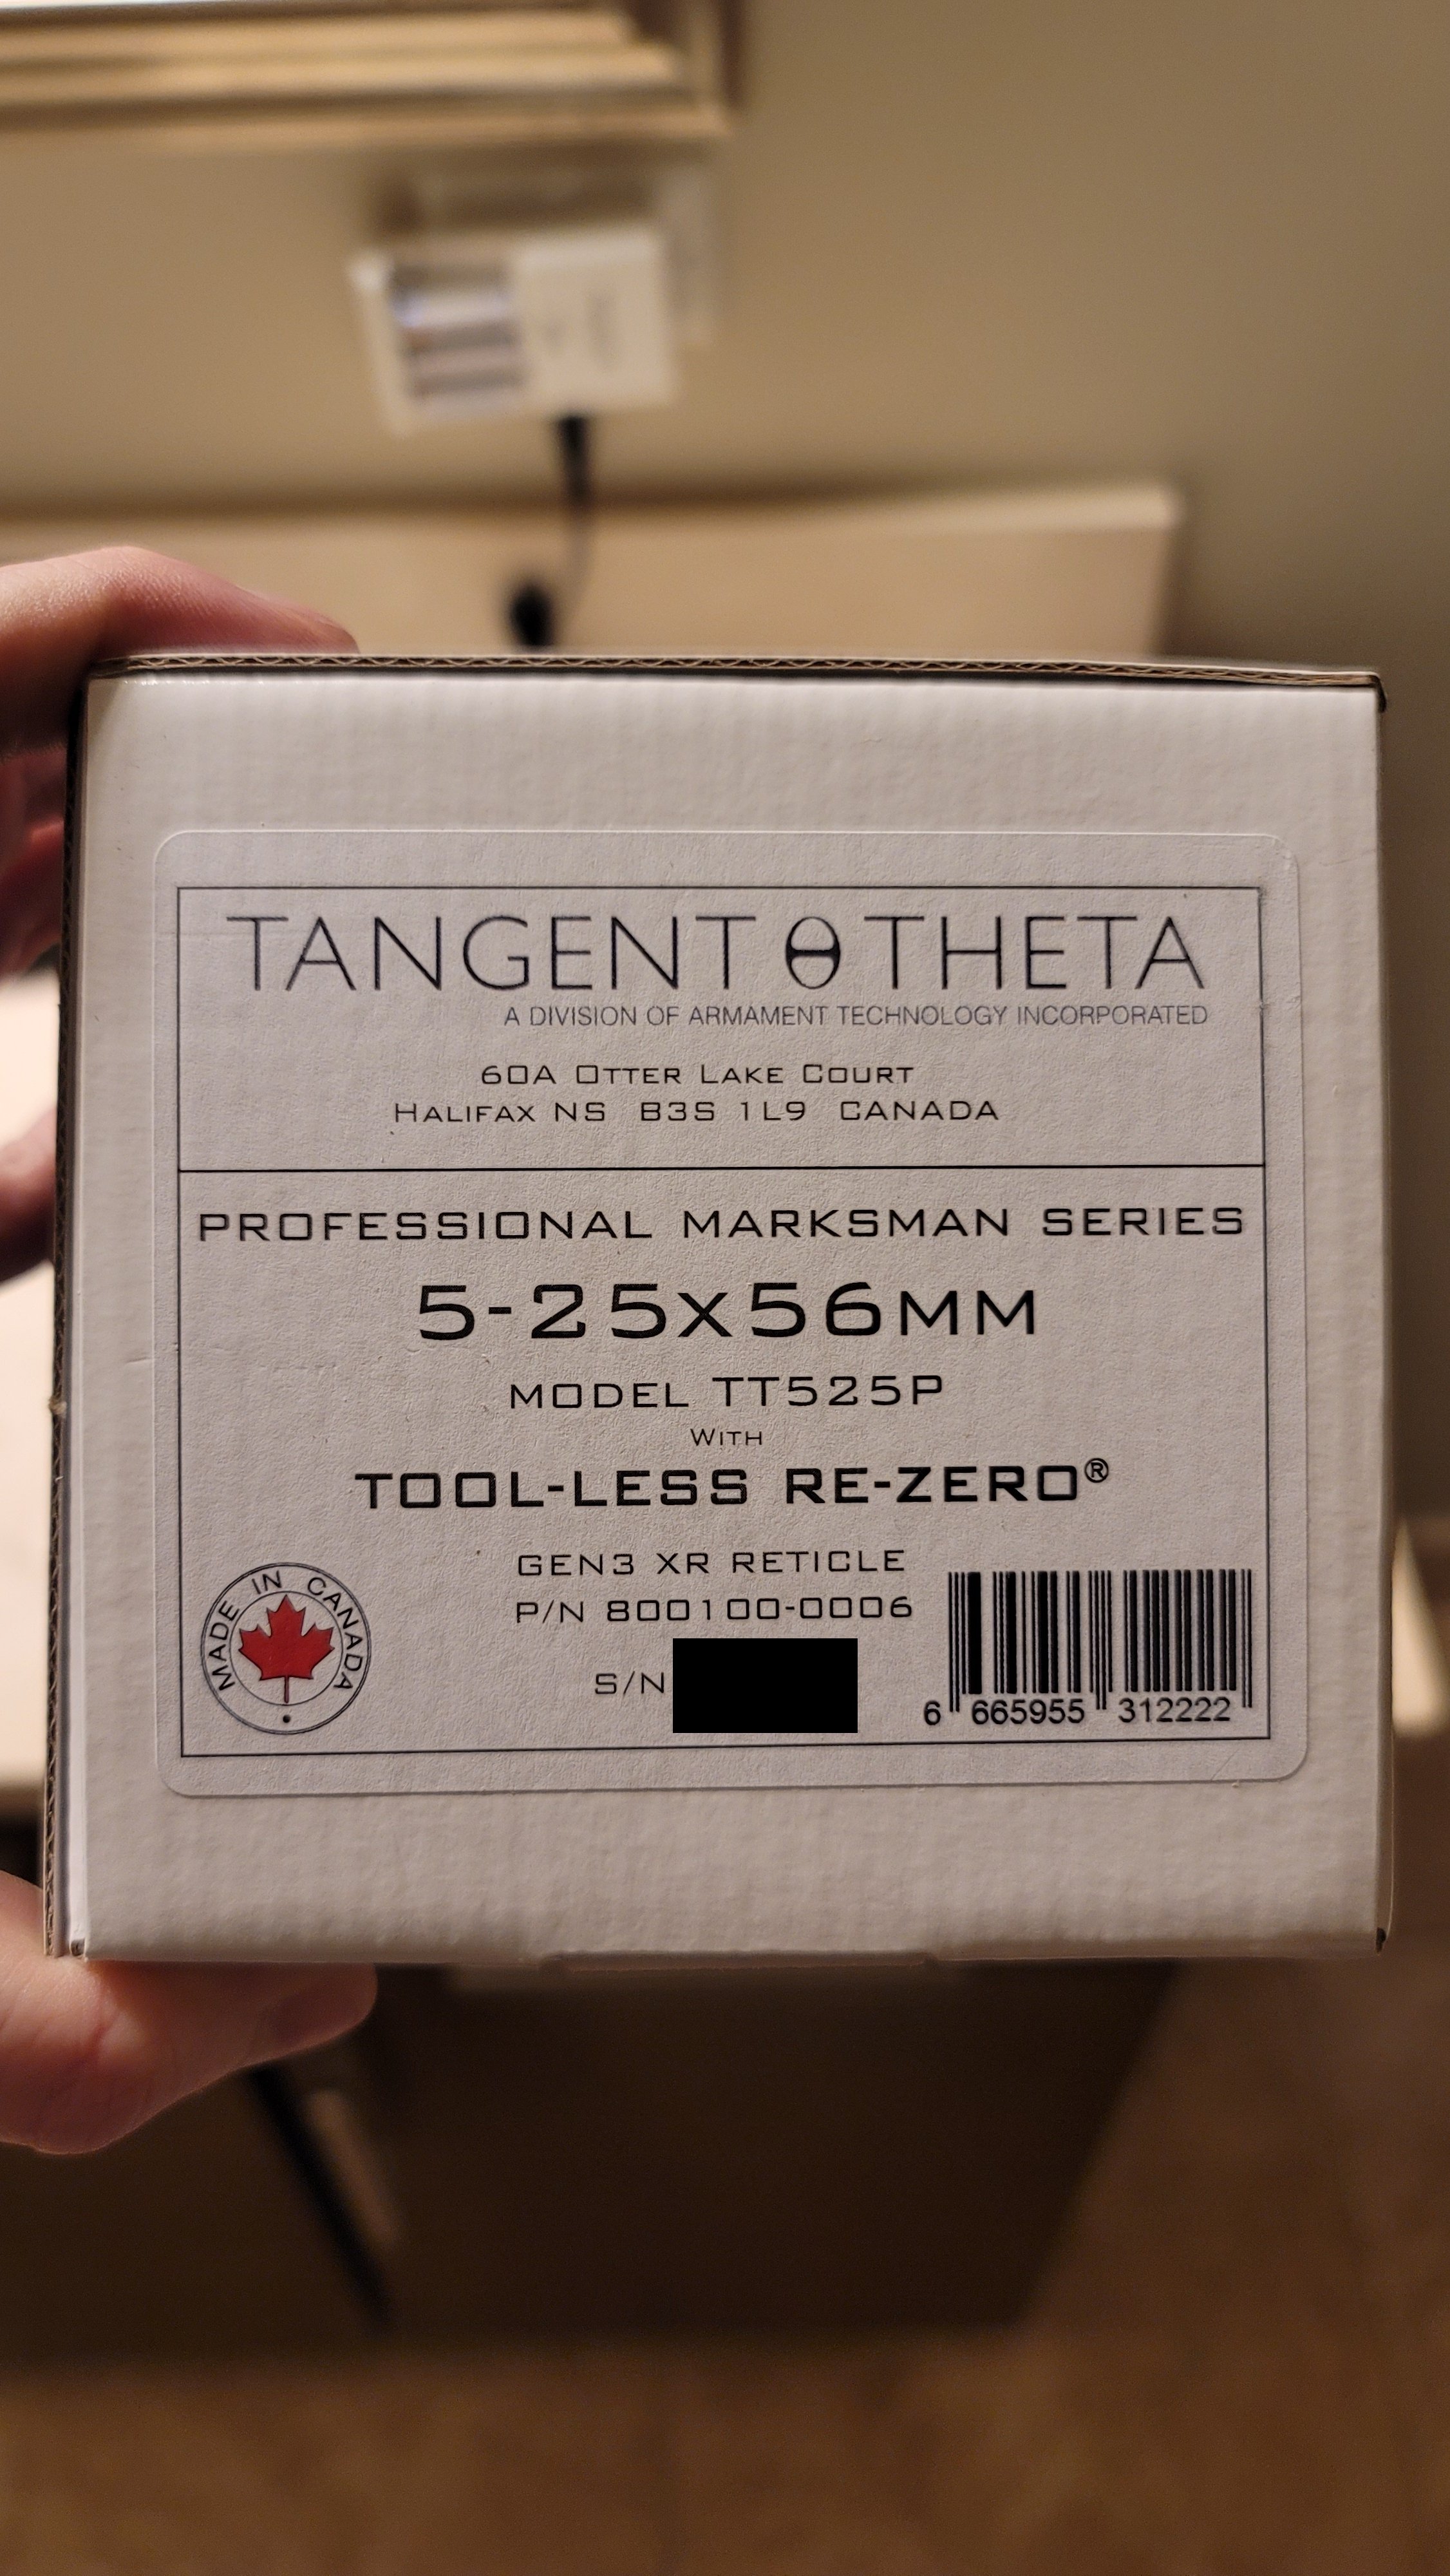 TANGENT θ THETA
A DIVISION OF ARMAMENT TECHNOLOGY INCORPORATED
60A OTTER LAKE COURT
HALIFAX NS B3S 1L9 CANADA
PROFESSIONAL MARKSMAN SERIES
5-25X56MM
MODEL TT525P
WITH
TOOL-LESS RE-ZERO®
GEN3 XR RETICLE
P/N 800100-0006
S/N
MADE IN CANADA
6 665955 312222